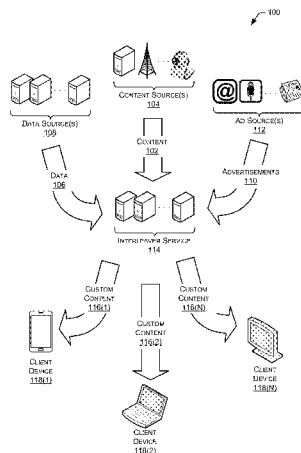 100
DATA SOURCE(S)
108
CONTENT SOURCE(S)
104
@
AD SOURCE(S)
112
CONTENT
102
DATA
106
ADVERTISEMENTS
110
INTERLEAVER SERVICE
114
CUSTOM
CONTENT
116(1)
CUSTOM
CONTENT
116(2)
CUSTOM
CONTENT
116(N)
CLIENT
DEVICE
118(1)
CLIENT
DEVICE
118(2)
CLIENT
DEVICE
118(N)